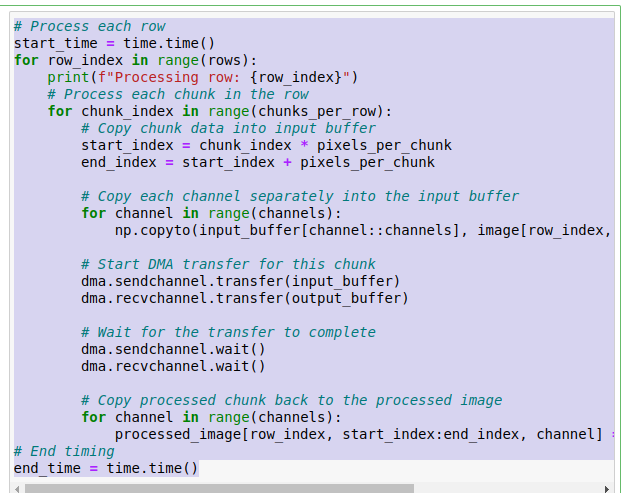 # Process each row
start_time = time.time()
for row_index in range(rows):
    print(f"Processing row: {row_index}")
    # Process each chunk in the row
    for chunk_index in range(chunks_per_row):
        # Copy chunk data into input buffer
        start_index = chunk_index * pixels_per_chunk
        end_index = start_index + pixels_per_chunk

        # Copy each channel separately into the input buffer
        for channel in range(channels):
            np.copyto(input_buffer[channel::channels], image[row_index,

        # Start DMA transfer for this chunk
        dma.sendchannel.transfer(input_buffer)
        dma.recvchannel.transfer(output_buffer)

        # Wait for the transfer to complete
        dma.sendchannel.wait()
        dma.recvchannel.wait()

        # Copy processed chunk back to the processed image
        for channel in range(channels):
            processed_image[row_index, start_index:end_index, channel] =
# End timing
end_time = time.time()